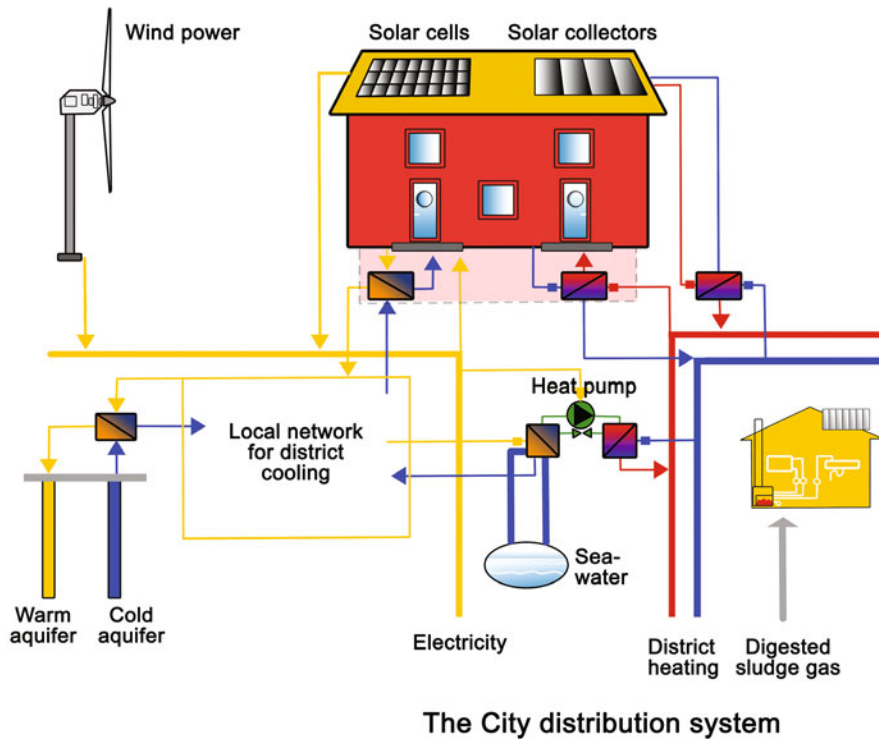 Wind power
Solar cells
Solar collectors
Heat pump
Local network
for district
cooling
Sea-
water
Warm
aquifer
Cold
aquifer
Electricity
District
heating
Digested
sludge gas
The City distribution system